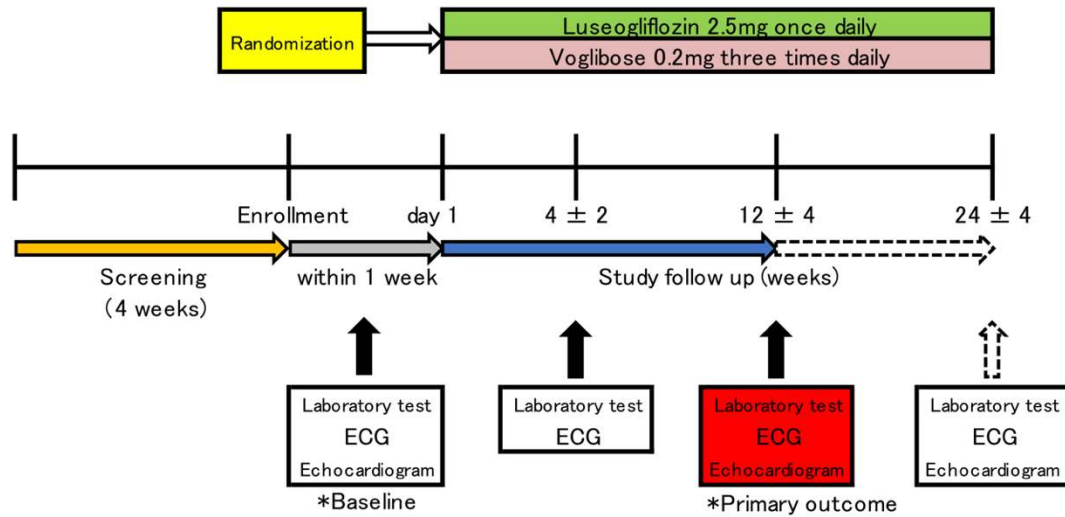 Randomization
Luseogliflozin 2.5mg once daily
Voglibose 0.2mg three times daily
Enrollment
day 1
4 ± 2
12 ± 4
24 ± 4
Screening
(4 weeks)
within 1 week
Study follow up (weeks)
Laboratory test
ECG
Echocardiogram
*Baseline
Laboratory test
ECG
Laboratory test
ECG
Echocardiogram
*Primary outcome
Laboratory test
ECG
Echocardiogram